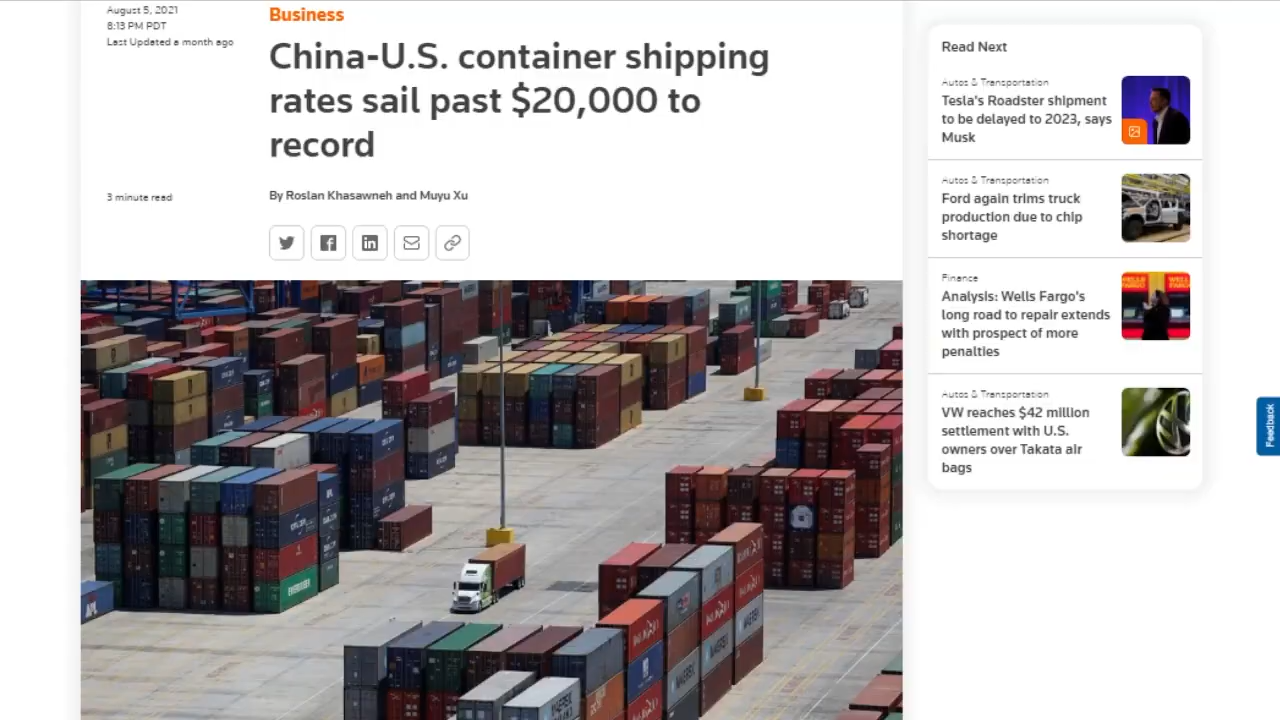 August 5, 2021
8:13 PM PDT
Last Updated a month ago
Business
China-U.S. container shipping
rates sail past $20,000 to
record
3 minute read
By Roslan Khasawneh and Muyu Xu
Read Next
Autos & Transportation
Tesla's Roadster shipment
to be delayed to 2023, says
Musk
Autos & Transportation
Ford again trims truck
production due to chip
shortage
Finance
Analysis: Wells Fargo's
long road to repair extends
with prospect of more
penalties
Autos & Transportation
VW reaches $42 million
settlement with U.S.
owners over Takata air
bags
Feedback
APL
EVERGREEN
MAERSK